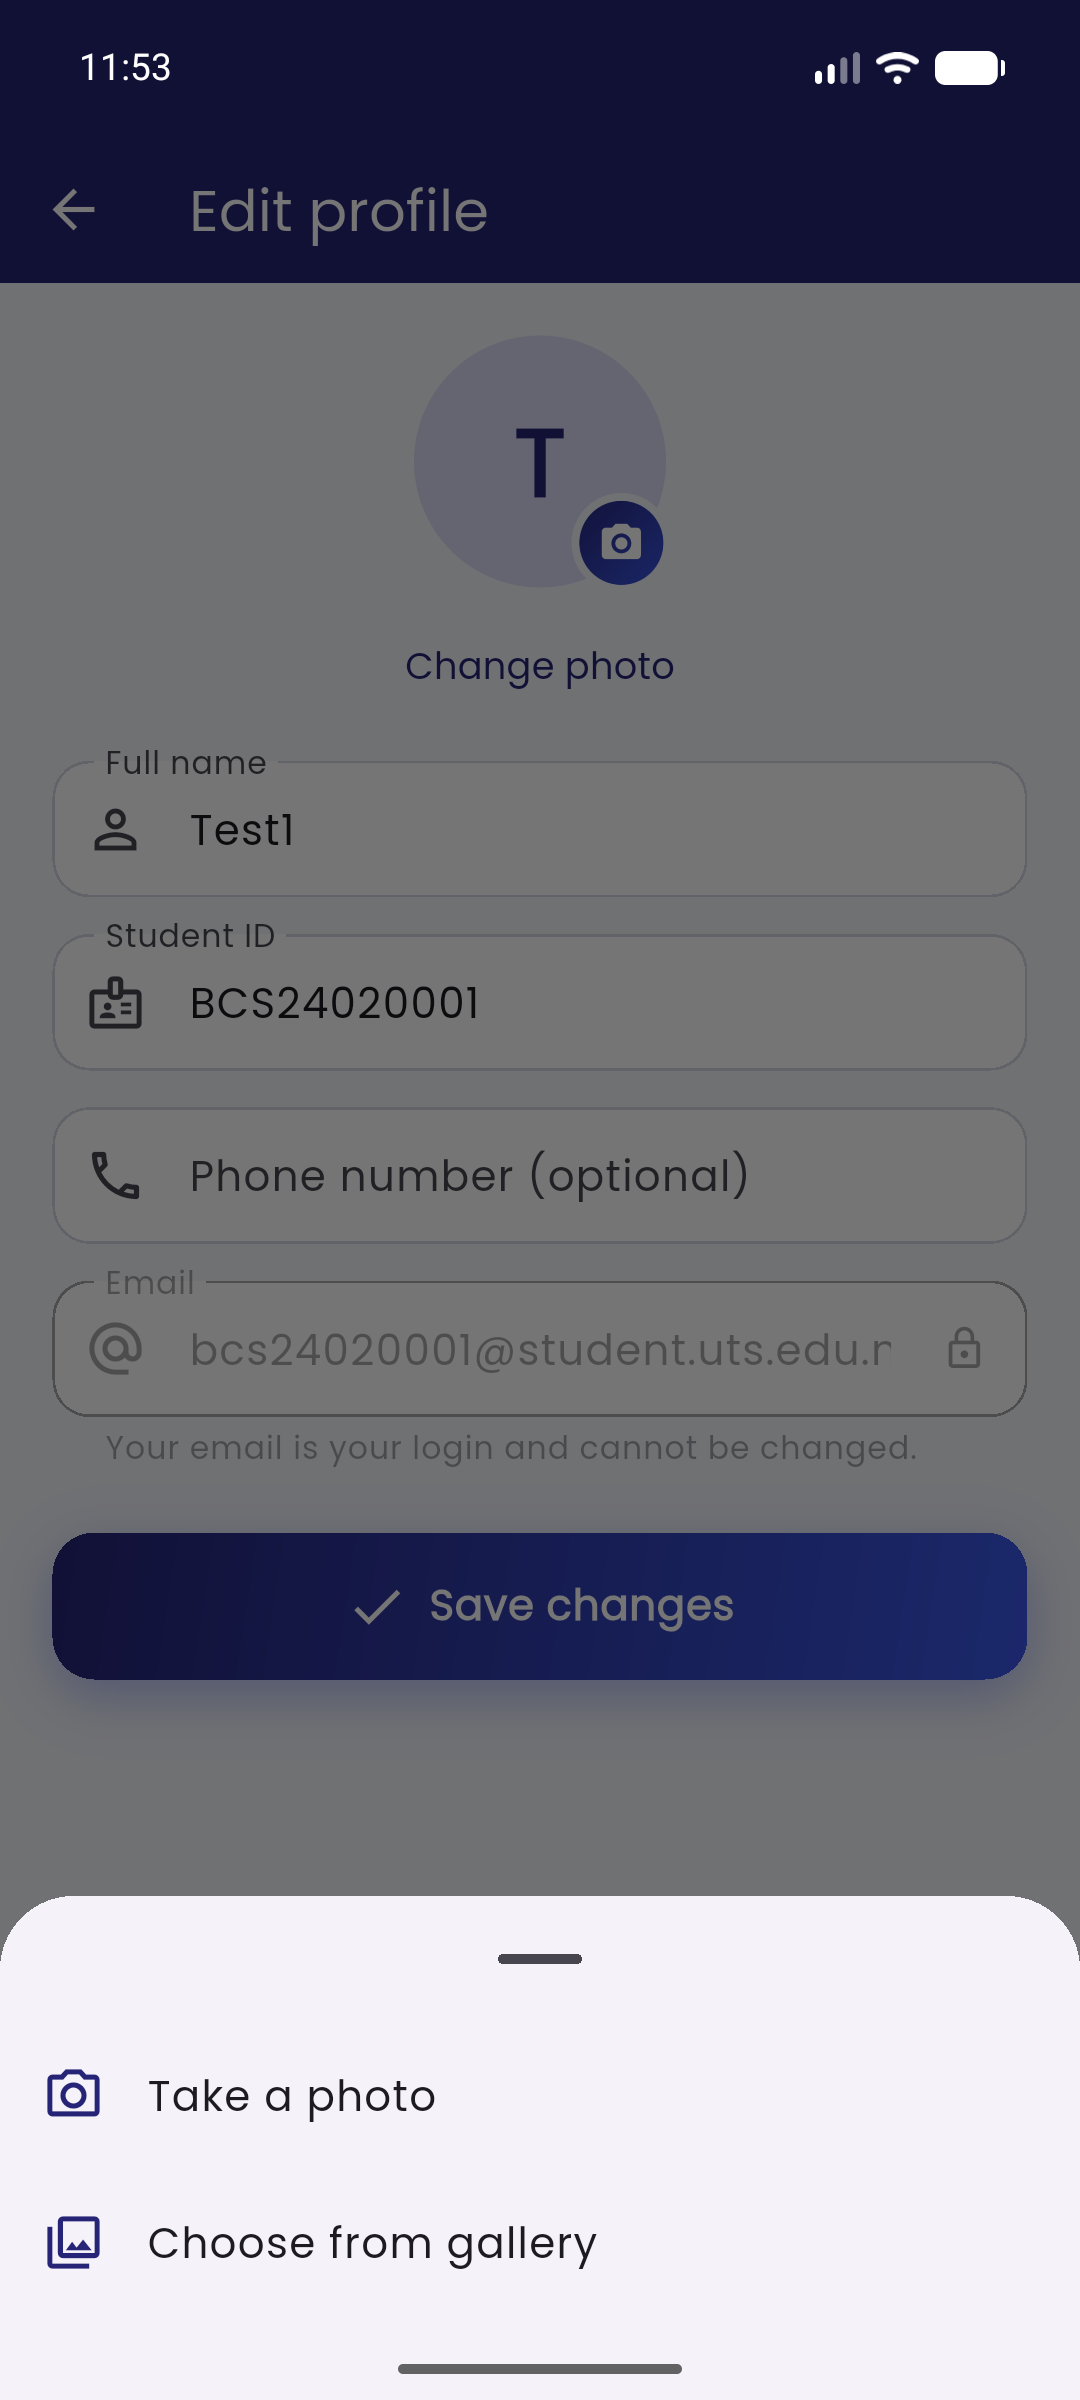 11:53
Edit profile
T
Change photo
Full name
Test1
Student ID
BCS24020001
Phone number (optional)
Email
bcs24020001@student.uts.edu.m
Your email is your login and cannot be changed.
Save changes
Take a photo
Choose from gallery